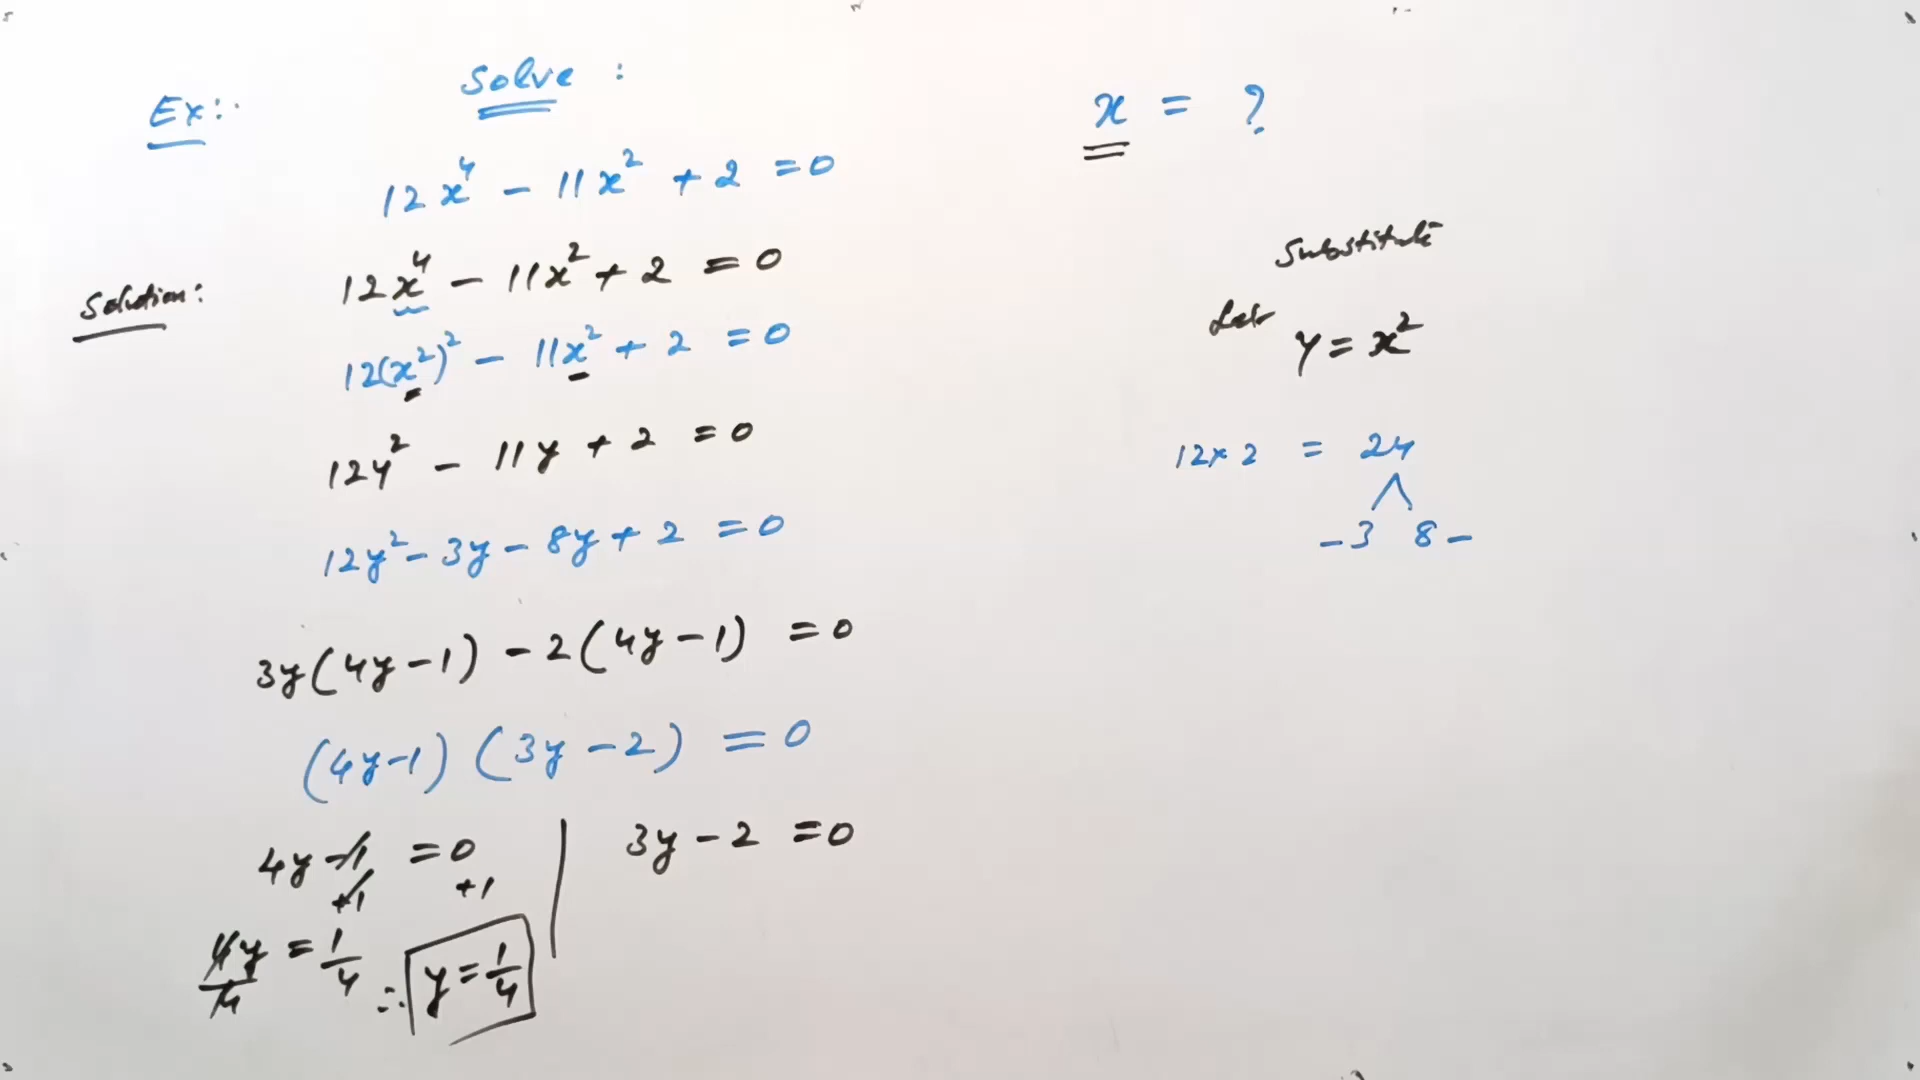 Ex:.
Solve :
12x⁴ - 11x² + 2 = 0
Solution:
12x⁴ - 11x² + 2 = 0
12(x²)² - 11x² + 2 = 0
12y² - 11y + 2 = 0
12y² - 3y - 8y + 2 = 0
3y(4y-1) - 2(4y-1) = 0
(4y-1)(3y-2) = 0
4y-1 = 0
+1 +1
4y/4 = 1/4 ∴ y = 1/4
3y - 2 = 0
x = ?
Substitute
Let y = x²
12x2 = 24
-3 8-